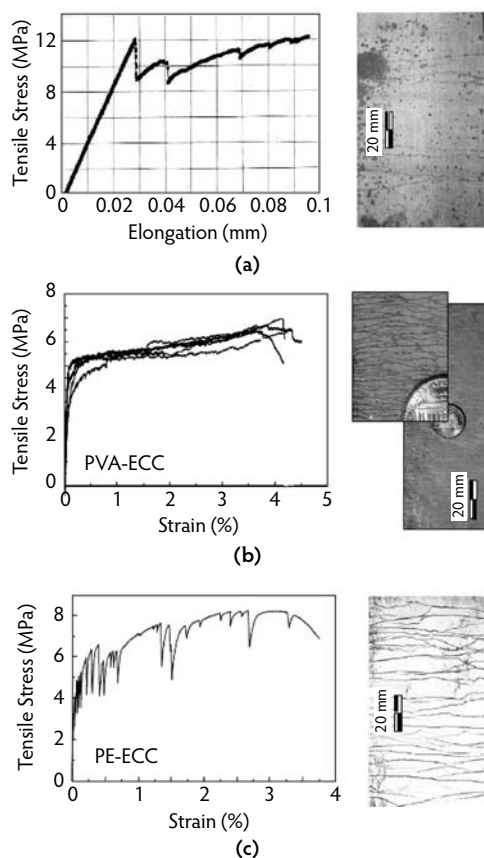 12
8
4
0
Tensile Stress (MPa)
0 0.02 0.04 0.06 0.08 0.1
Elongation (mm)
20 mm
(a)
8
6
4
2
0
Tensile Stress (MPa)
PVA-ECC
0 1 2 3 4 5
Strain (%)
20 mm
(b)
8
6
4
2
0
Tensile Stress (MPa)
PE-ECC
0 1 2 3 4
Strain (%)
20 mm
(c)